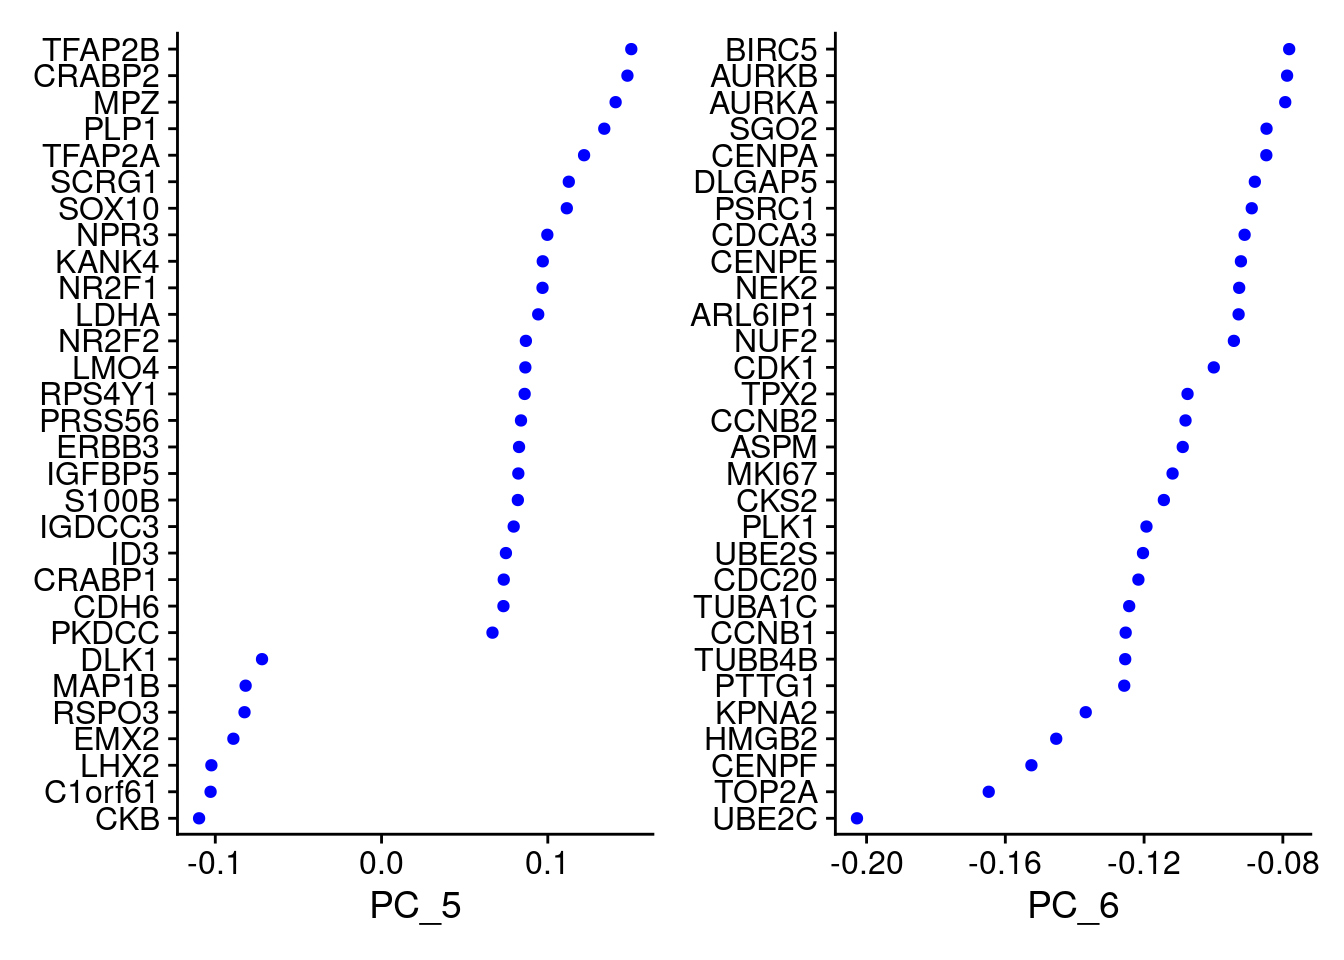 TFAP2B
CRABP2
MPZ
PLP1
TFAP2A
SCRG1
SOX10
NPR3
KANK4
NR2F1
LDHA
NR2F2
LMO4
RPS4Y1
PRSS56
ERBB3
IGFBP5
S100B
IGDCC3
ID3
CRABP1
CDH6
PKDCC
DLK1
MAP1B
RSPO3
EMX2
LHX2
C1orf61
CKB
-0.1 0.0 0.1
PC_5
BIRC5
AURKB
AURKA
SGO2
CENPA
DLGAP5
PSRC1
CDCA3
CENPE
NEK2
ARL6IP1
NUF2
CDK1
TPX2
CCNB2
ASPM
MKI67
CKS2
PLK1
UBE2S
CDC20
TUBA1C
CCNB1
TUBB4B
PTTG1
KPNA2
HMGB2
CENPF
TOP2A
UBE2C
-0.20 -0.16 -0.12 -0.08
PC_6